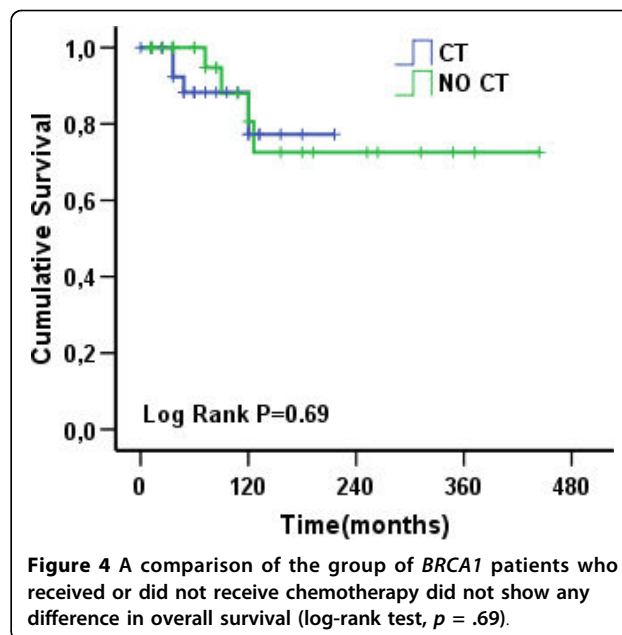 1,0
CT
NO CT
0,8
0,6
0,4
0,2
0,0
Cumulative Survival
Log Rank P=0.69
0 120 240 360 480
Time(months)
Figure 4 A comparison of the group of BRCA1 patients who
received or did not receive chemotherapy did not show any
difference in overall survival (log-rank test, p = .69).